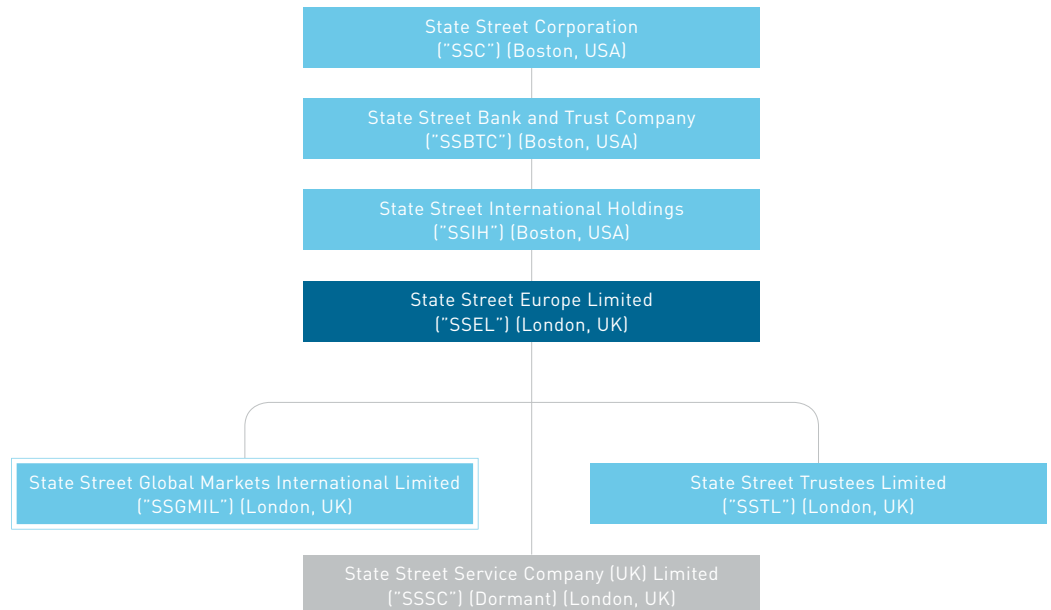 State Street Corporation
("SSC") (Boston, USA)
State Street Bank and Trust Company
("SSBTC") (Boston, USA)
State Street International Holdings
("SSIH") (Boston, USA)
State Street Europe Limited
("SSEL") (London, UK)
State Street Global Markets International Limited
("SSGMIL") (London, UK)
State Street Trustees Limited
("SSTL") (London, UK)
State Street Service Company (UK) Limited
("SSSC") (Dormant) (London, UK)